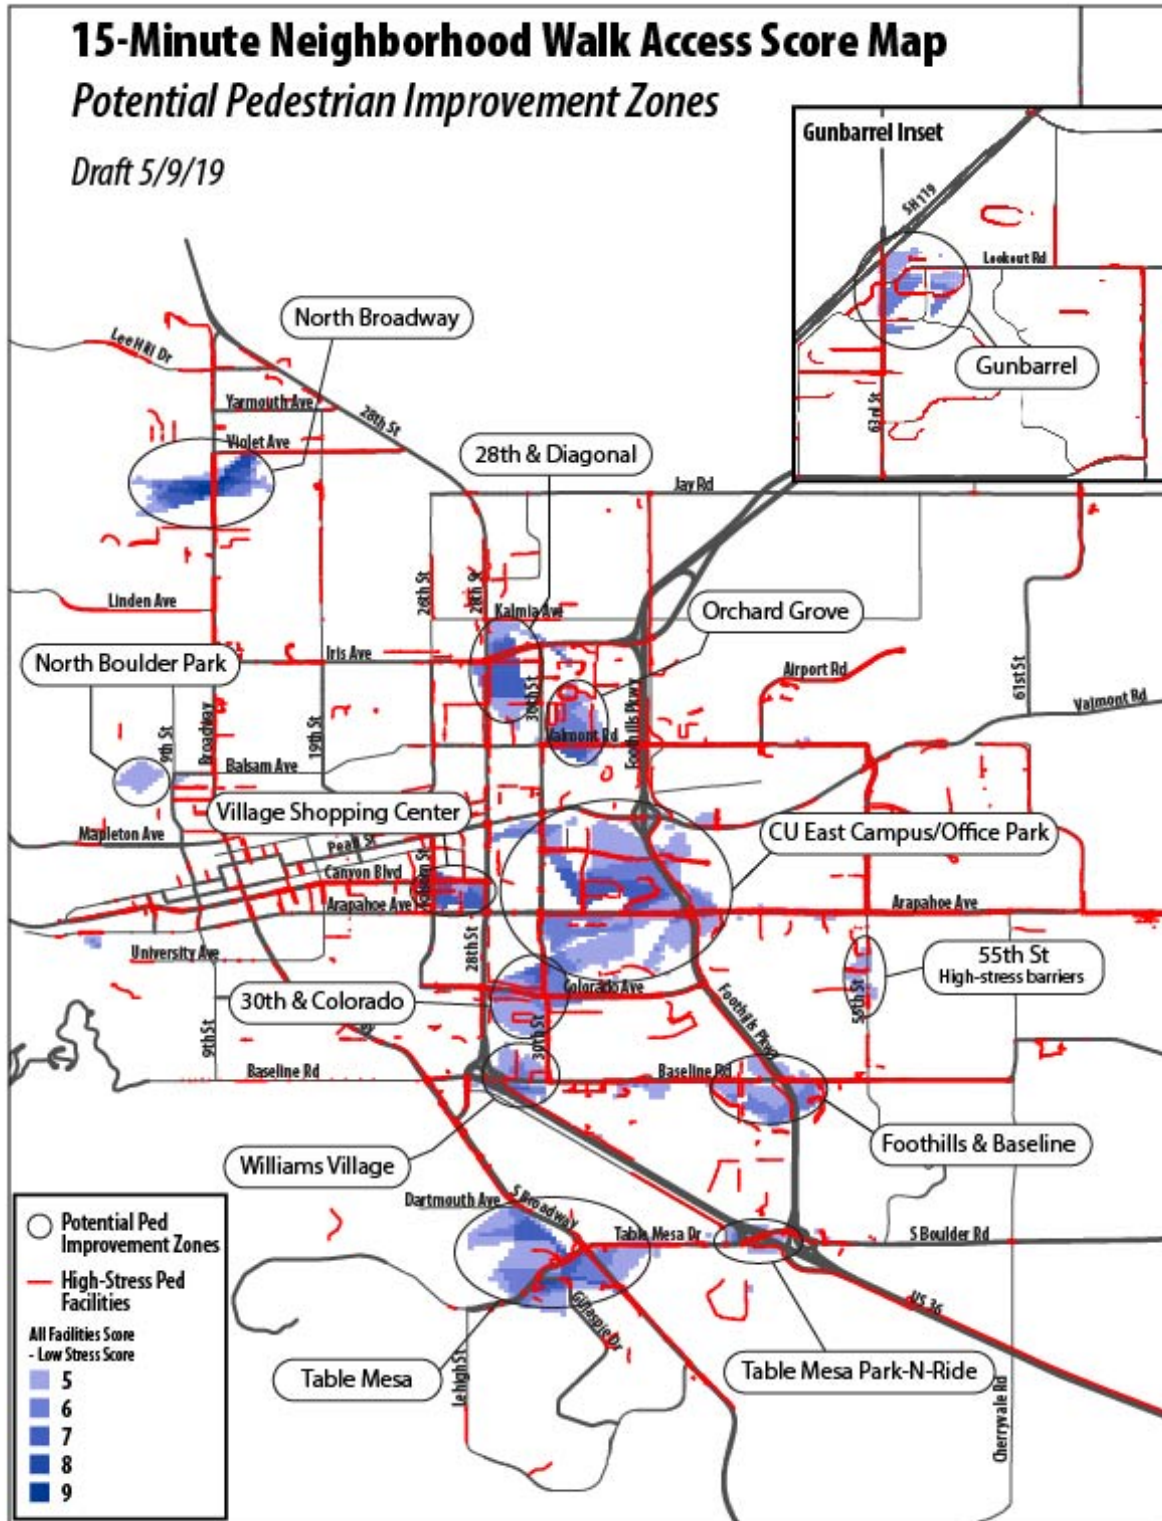 15-Minute Neighborhood Walk Access Score Map
Potential Pedestrian Improvement Zones
Draft 5/9/19
Gunbarrel Inset
SH 119
Lookout Rd
Gunbarrel
63rd St
North Broadway
Lee Hill Dr
Yarmouth Ave
28th St
Violet Ave
28th & Diagonal
Jay Rd
26th St
28th St
Kalmia Ave
Linden Ave
Orchard Grove
North Boulder Park
Iris Ave
Airport Rd
61st St
Valmont Rd
30th St
Foothills Pkwy
9th St
Broadway
19th St
Valmont Rd
Balsam Ave
Village Shopping Center
CU East Campus/Office Park
Mapleton Ave
Pearl St
Canyon Blvd
Folsom St
Arapahoe Ave
Arapahoe Ave
University Ave
28th St
55th St
High-stress barriers
55th St
30th & Colorado
Colorado Ave
Foothills Pkwy
9th St
30th St
Baseline Rd
Baseline Rd
Foothills & Baseline
Williams Village
Dartmouth Ave
S Broadway
Table Mesa Dr
S Boulder Rd
US 36
Gillaspie Dr
Lehigh St
Table Mesa
Table Mesa Park-N-Ride
Cherryvale Rd
Potential Ped
Improvement Zones
High-Stress Ped
Facilities
All Facilities Score
- Low Stress Score
5
6
7
8
9